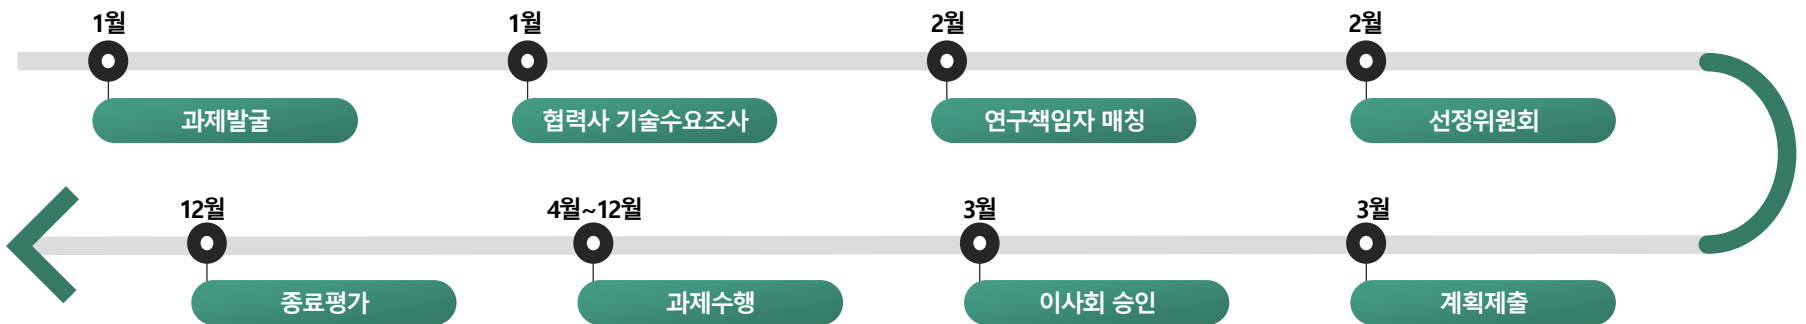 1월
과제발굴
1월
협력사 기술수요조사
2월
연구책임자 매칭
2월
선정위원회
3월
계획제출
3월
이사회 승인
4월~12월
과제수행
12월
종료평가